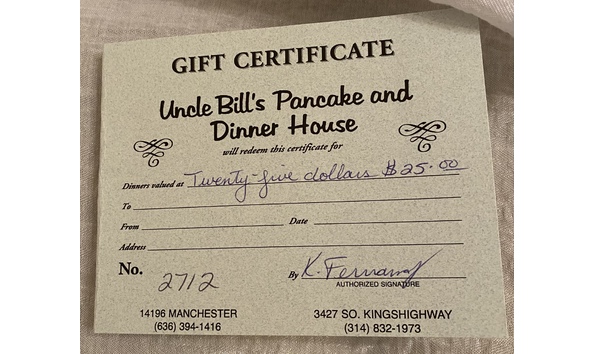 GIFT CERTIFICATE
Uncle Bill's Pancake and
Dinner House
will redeem this certificate for
Dinners valued at Twenty-five dollars $25.00
To
From Date
Address
No. 2712 By K.
AUTHORIZED SIGNATURE
14196 MANCHESTER 3427 SO. KINGSHIGHWAY
(636) 394-1416 (314) 832-1973